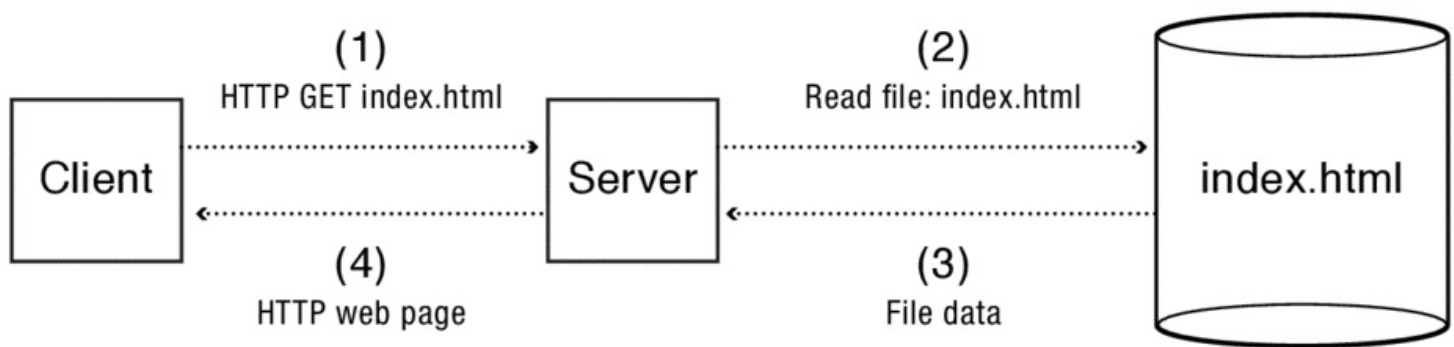 (1)
HTTP GET index.html
(2)
Read file: index.html
Client
Server
index.html
(4)
HTTP web page
(3)
File data